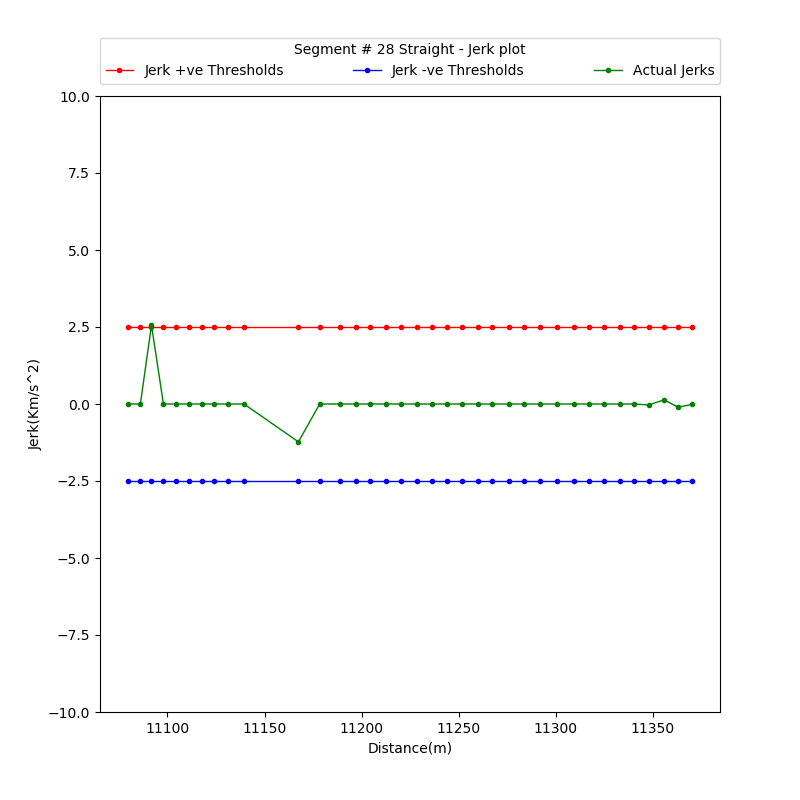 Segment # 28 Straight - Jerk plot
Jerk +ve Thresholds Jerk -ve Thresholds Actual Jerks
10.0
7.5
5.0
2.5
0.0
−2.5
−5.0
−7.5
−10.0
Jerk(Km/s^2)
11100 11150 11200 11250 11300 11350
Distance(m)